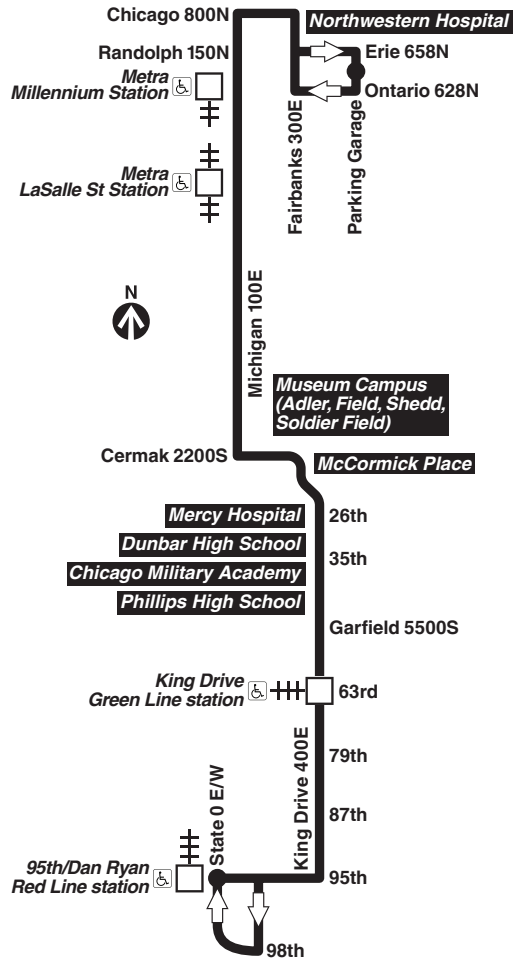 Chicago 800N
Northwestern Hospital
Randolph 150N
Erie 658N
Metra
Millennium Station
Ontario 628N
Fairbanks 300E
Parking Garage
Metra
LaSalle St Station
N
Michigan 100E
Museum Campus
(Adler, Field, Shedd,
Soldier Field)
Cermak 2200S
McCormick Place
Mercy Hospital
26th
Dunbar High School
35th
Chicago Military Academy
Phillips High School
Garfield 5500S
King Drive
Green Line station
63rd
King Drive 400E
79th
87th
State 0 E/W
95th/Dan Ryan
Red Line station
95th
98th